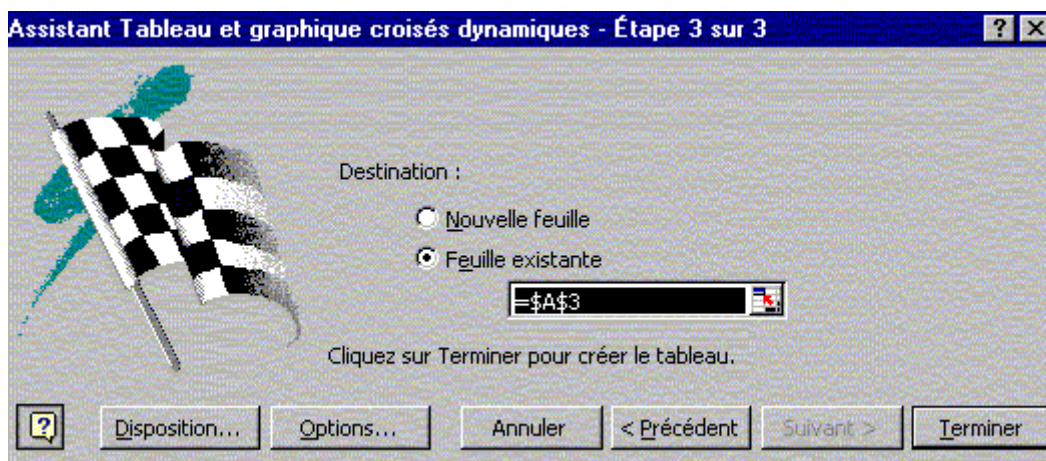 Assistant Tableau et graphique croisés dynamiques - Étape 3 sur 3
Destination :
Nouvelle feuille
Feuille existante
=$A$3
Cliquez sur Terminer pour créer le tableau.
Disposition... Options... Annuler < Précédent Suivant > Terminer